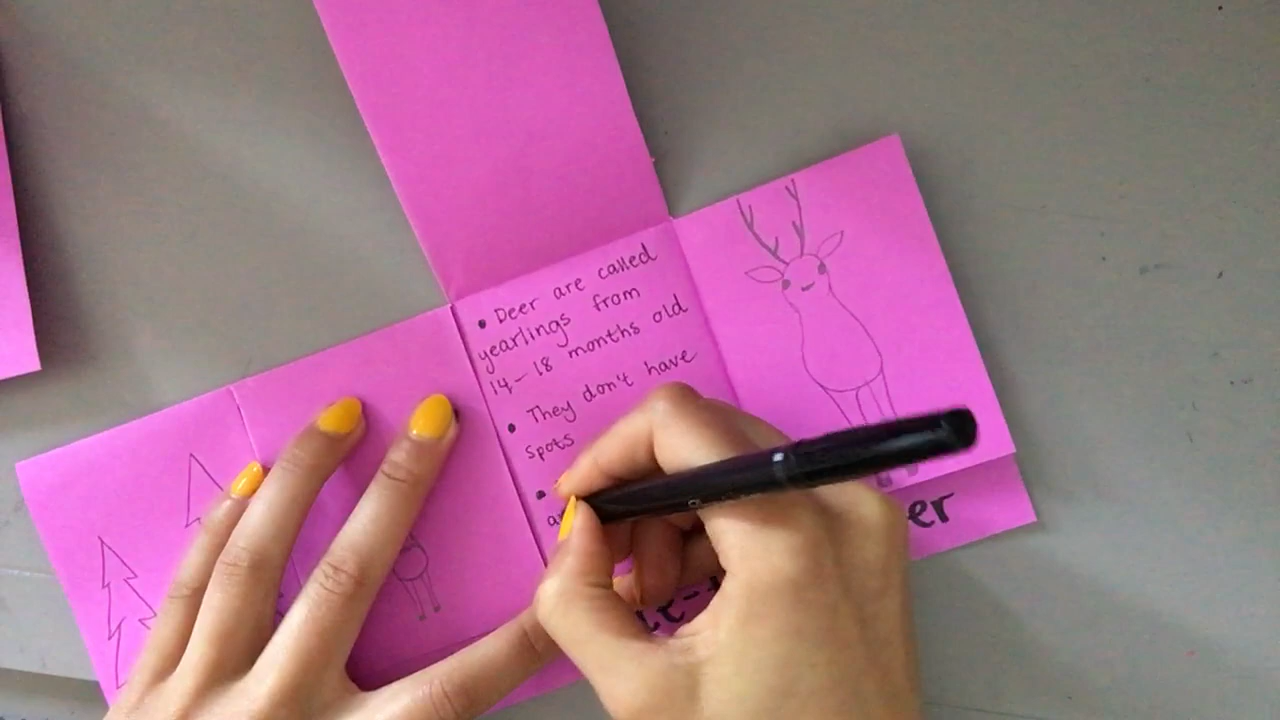 • Deer are called
yearlings from
14-18 months old
• They don't have
spots
•
er